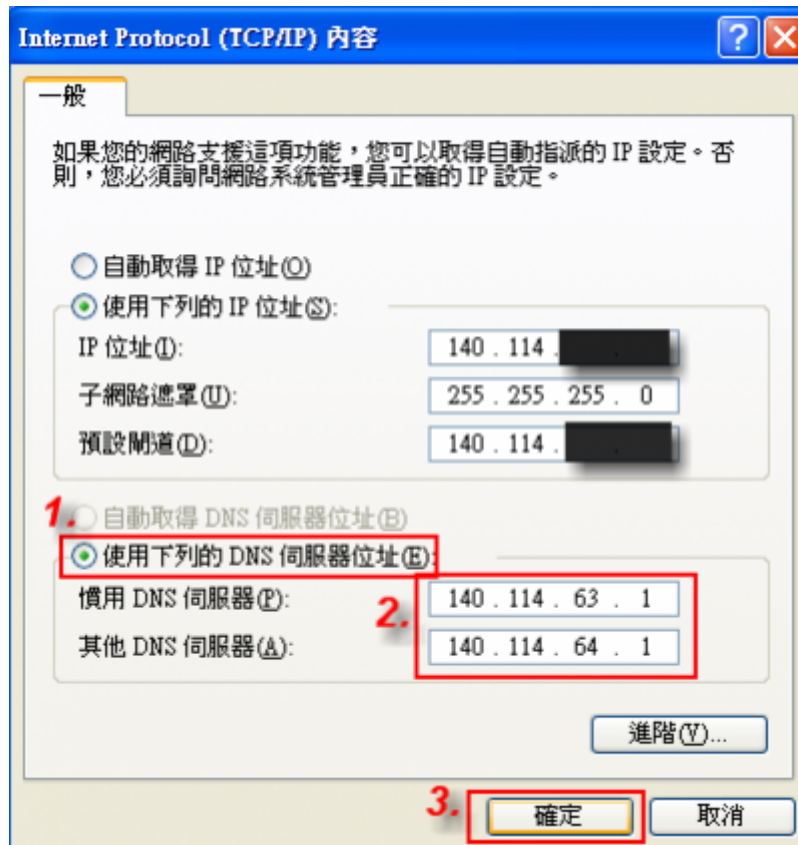 Internet Protocol (TCP/IP) 內容
一般
如果您的網路支援這項功能，您可以取得自動指派的 IP 設定。否
則，您必須詢問網路系統管理員正確的 IP 設定。
自動取得 IP 位址(O)
使用下列的 IP 位址(S):
IP 位址(I): 140 . 114 .
子網路遮罩(U): 255 . 255 . 255 . 0
預設閘道(D): 140 . 114 .
1. 自動取得 DNS 伺服器位址(B)
使用下列的 DNS 伺服器位址(E):
慣用 DNS 伺服器(P): 140 . 114 . 63 . 1
2.
其他 DNS 伺服器(A): 140 . 114 . 64 . 1
進階(V)...
3. 確定 取消